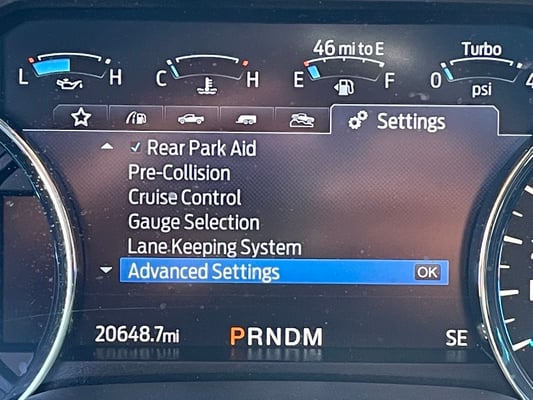 46 mi to E
Turbo
L H C H E F 0 4
psi
Settings
✓ Rear Park Aid
Pre-Collision
Cruise Control
Gauge Selection
Lane Keeping System
Advanced Settings OK
20648.7mi PRNDM SE